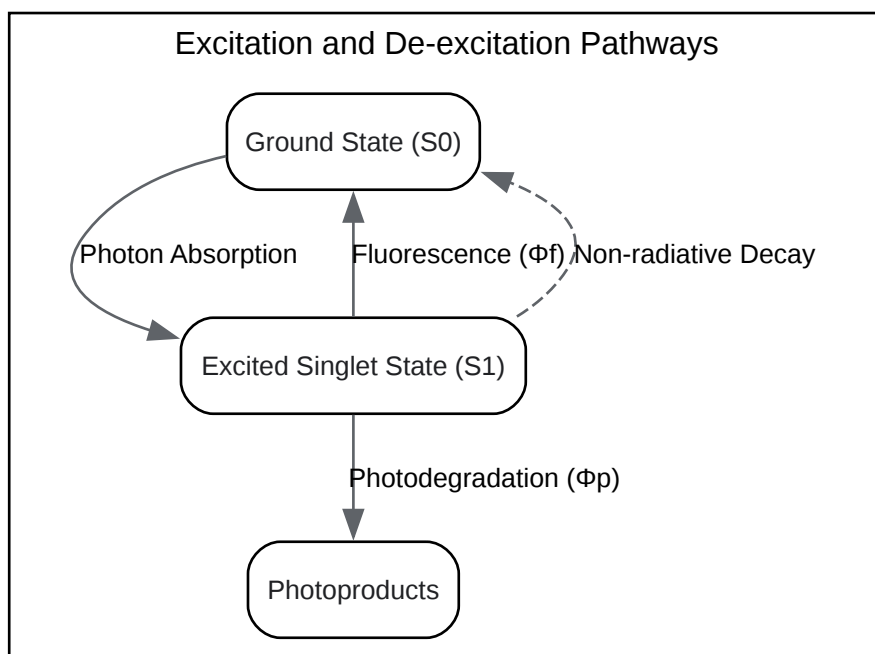 Excitation and De-excitation Pathways
Ground State (S0)
Photon Absorption
Fluorescence (Φf)
Non-radiative Decay
Excited Singlet State (S1)
Photodegradation (Φp)
Photoproducts